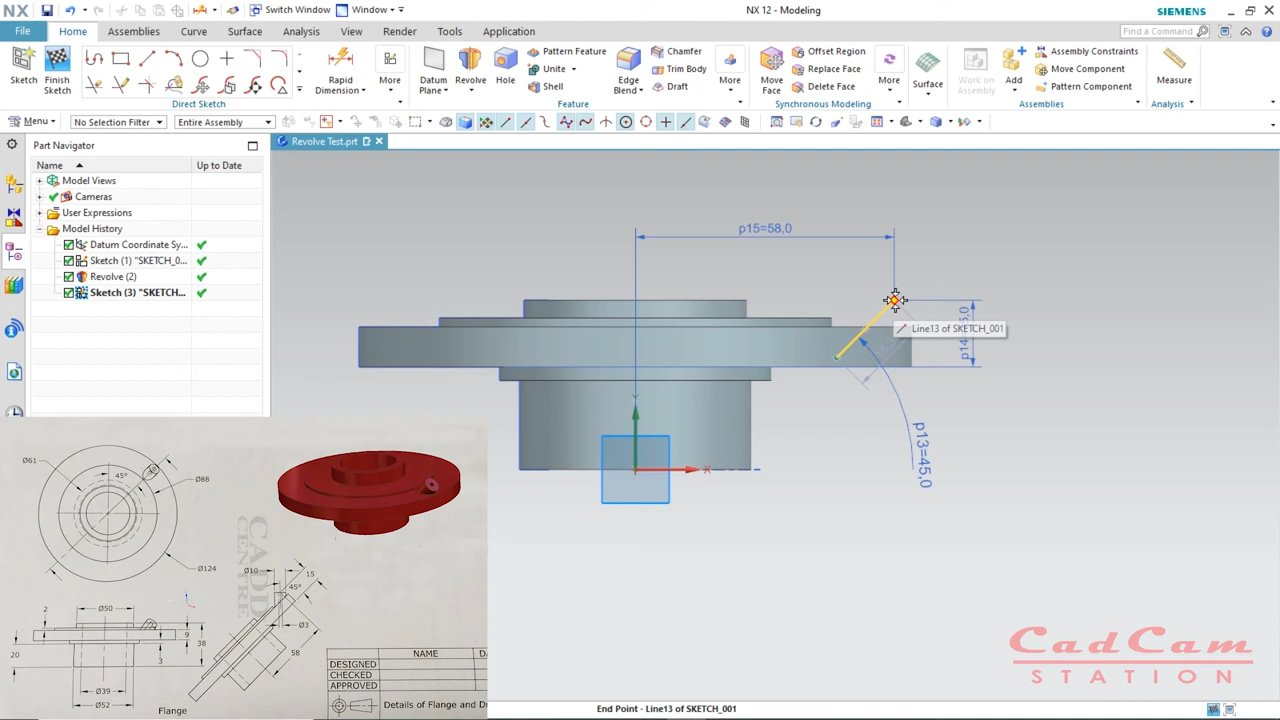 NX
Switch Window
Window
NX 12 - Modeling
SIEMENS
File
Home
Assemblies
Curve
Surface
Analysis
View
Render
Tools
Application
Find a Command
Sketch
Finish Sketch
Rapid Dimension
More
Direct Sketch
Datum Plane
Revolve
Hole
Pattern Feature
Unite
Shell
Edge Blend
Chamfer
Trim Body
Draft
More
Feature
Move Face
Offset Region
Replace Face
Delete Face
More
Synchronous Modeling
Surface
Work on Assembly
Add
Assembly Constraints
Move Component
Pattern Component
Assemblies
Measure
Analysis
Menu
No Selection Filter
Entire Assembly
Part Navigator
Revolve Test.prt
Name
Up to Date
Model Views
Cameras
User Expressions
Model History
Datum Coordinate Sy...
Sketch (1) "SKETCH_0...
Revolve (2)
Sketch (3) "SKETCH...
p15=58,0
Line13 of SKETCH_001
p13=45,0
Y
X
Ø61
45°
Ø88
Ø124
CADD
CENTRE
Ø10
15
45°
Ø3
58
2
Ø50
9
38
20
3
Ø39
Ø52
Flange
NAME
DESIGNED
CHECKED
APPROVED
Details of Flange and
CadCam
STATION
End Point - Line13 of SKETCH_001